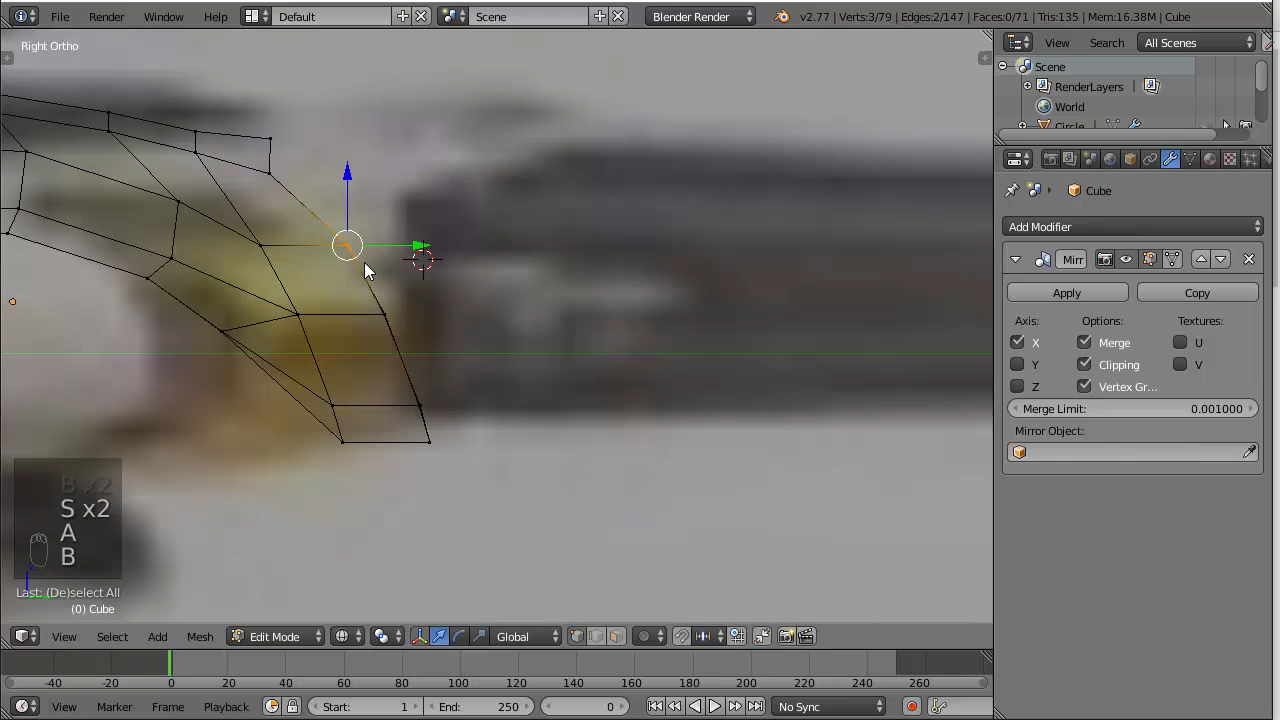 File Render Window Help Default Scene Blender Render v2.77 | Verts:3/79 | Edges:2/147 | Faces:0/71 | Tris:135 | Mem:16.38M | Cube
Right Ortho
View Search All Scenes
Scene
RenderLayers
World
Circle
Cube
Add Modifier
Mirr
Apply Copy
Axis: Options: Textures:
X Merge U
Y Clipping V
Z Vertex Gr...
Merge Limit: 0.001000
Mirror Object:
B x2
S x2
A
B
Last: (De)select All
(0) Cube
View Select Add Mesh Edit Mode Global
-40 -20 0 20 40 60 80 100 120 140 160 180 200 220 240 260
View Marker Frame Playback Start: 1 End: 250 0 No Sync